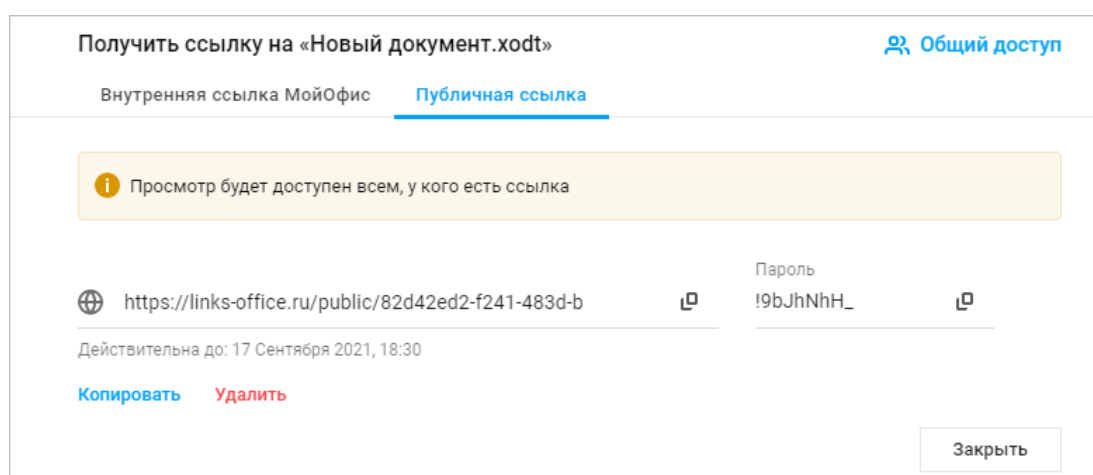 Получить ссылку на «Новый документ.xodt»
Общий доступ
Внутренняя ссылка МойОфис
Публичная ссылка
Просмотр будет доступен всем, у кого есть ссылка
Пароль
https://links-office.ru/public/82d42ed2-f241-483d-b
!9bJhNhH_
Действительна до: 17 Сентября 2021, 18:30
Копировать
Удалить
Закрыть